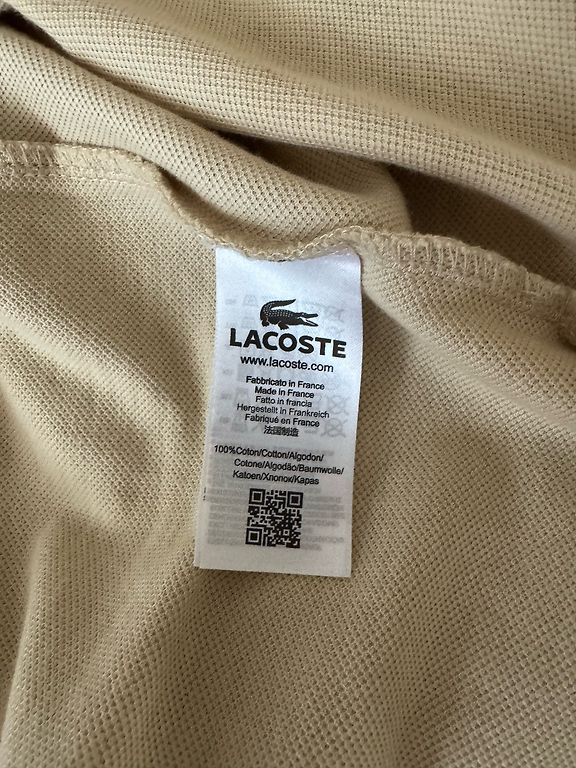 LACOSTE
www.lacoste.com
Fabbricato in France
Made in France
Fatto in francia
Hergestellt in Frankreich
Fabriqué en France
法国制造
100%Coton/Cotton/Algodon/
Cotone/Algodão/Baumwolle/
Katoen/Xnonox/Kapas